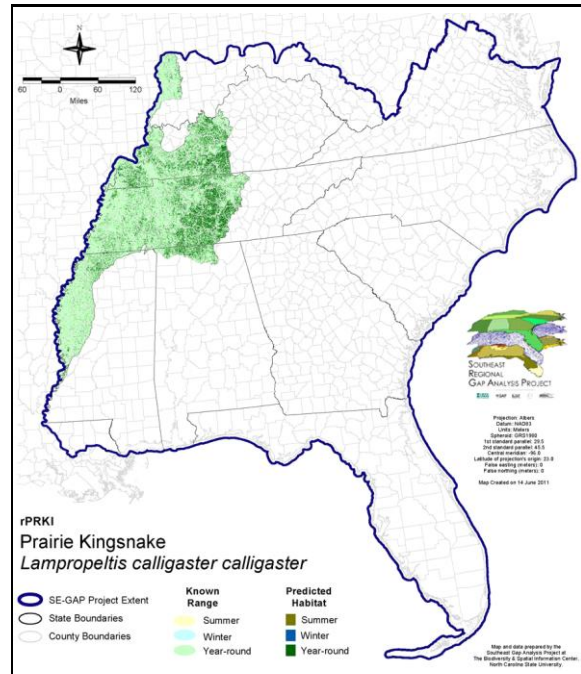 N
60 0 60 120
Miles
SOUTHEAST
REGIONAL
GAP ANALYSIS PROJECT
Projection: Albers
Datum: NAD83
Units: Meters
Spheroid: GRS1980
1st standard parallel: 29.5
2nd standard parallel: 45.5
Central meridian: -96.0
Latitude of projection's origin: 23.0
False easting (meters): 0
False northing (meters): 0
Map Created on 14 June 2011
rPRKI
Prairie Kingsnake
Lampropeltis calligaster calligaster
SE-GAP Project Extent
State Boundaries
County Boundaries
Known
Range
Summer
Winter
Year-round
Predicted
Habitat
Summer
Winter
Year-round
Map and data prepared by the
Southeast Gap Analysis Project at
The Biodiversity & Spatial Information Center,
North Carolina State University.